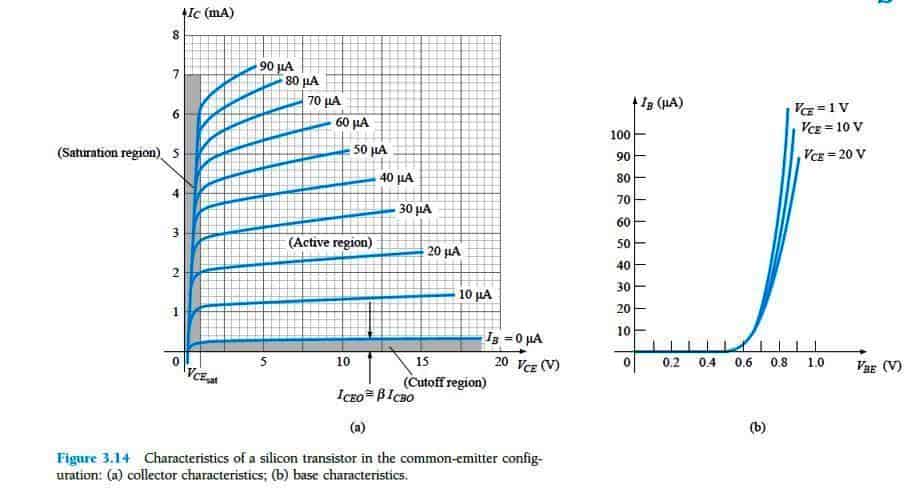 IC (mA)
8
7
6
5
4
3
2
1
0
(Saturation region)
90 µA
80 µA
70 µA
60 µA
50 µA
40 µA
30 µA
(Active region)
20 µA
10 µA
IB = 0 µA
5
10
15
20
VCE (V)
VCEsat
(Cutoff region)
ICEO ≅ β ICBO
(a)
IB (µA)
100
90
80
70
60
50
40
30
20
10
0
VCE = 1 V
VCE = 10 V
VCE = 20 V
0.2
0.4
0.6
0.8
1.0
VBE (V)
(b)
Figure 3.14 Characteristics of a silicon transistor in the common-emitter config-
uration: (a) collector characteristics; (b) base characteristics.